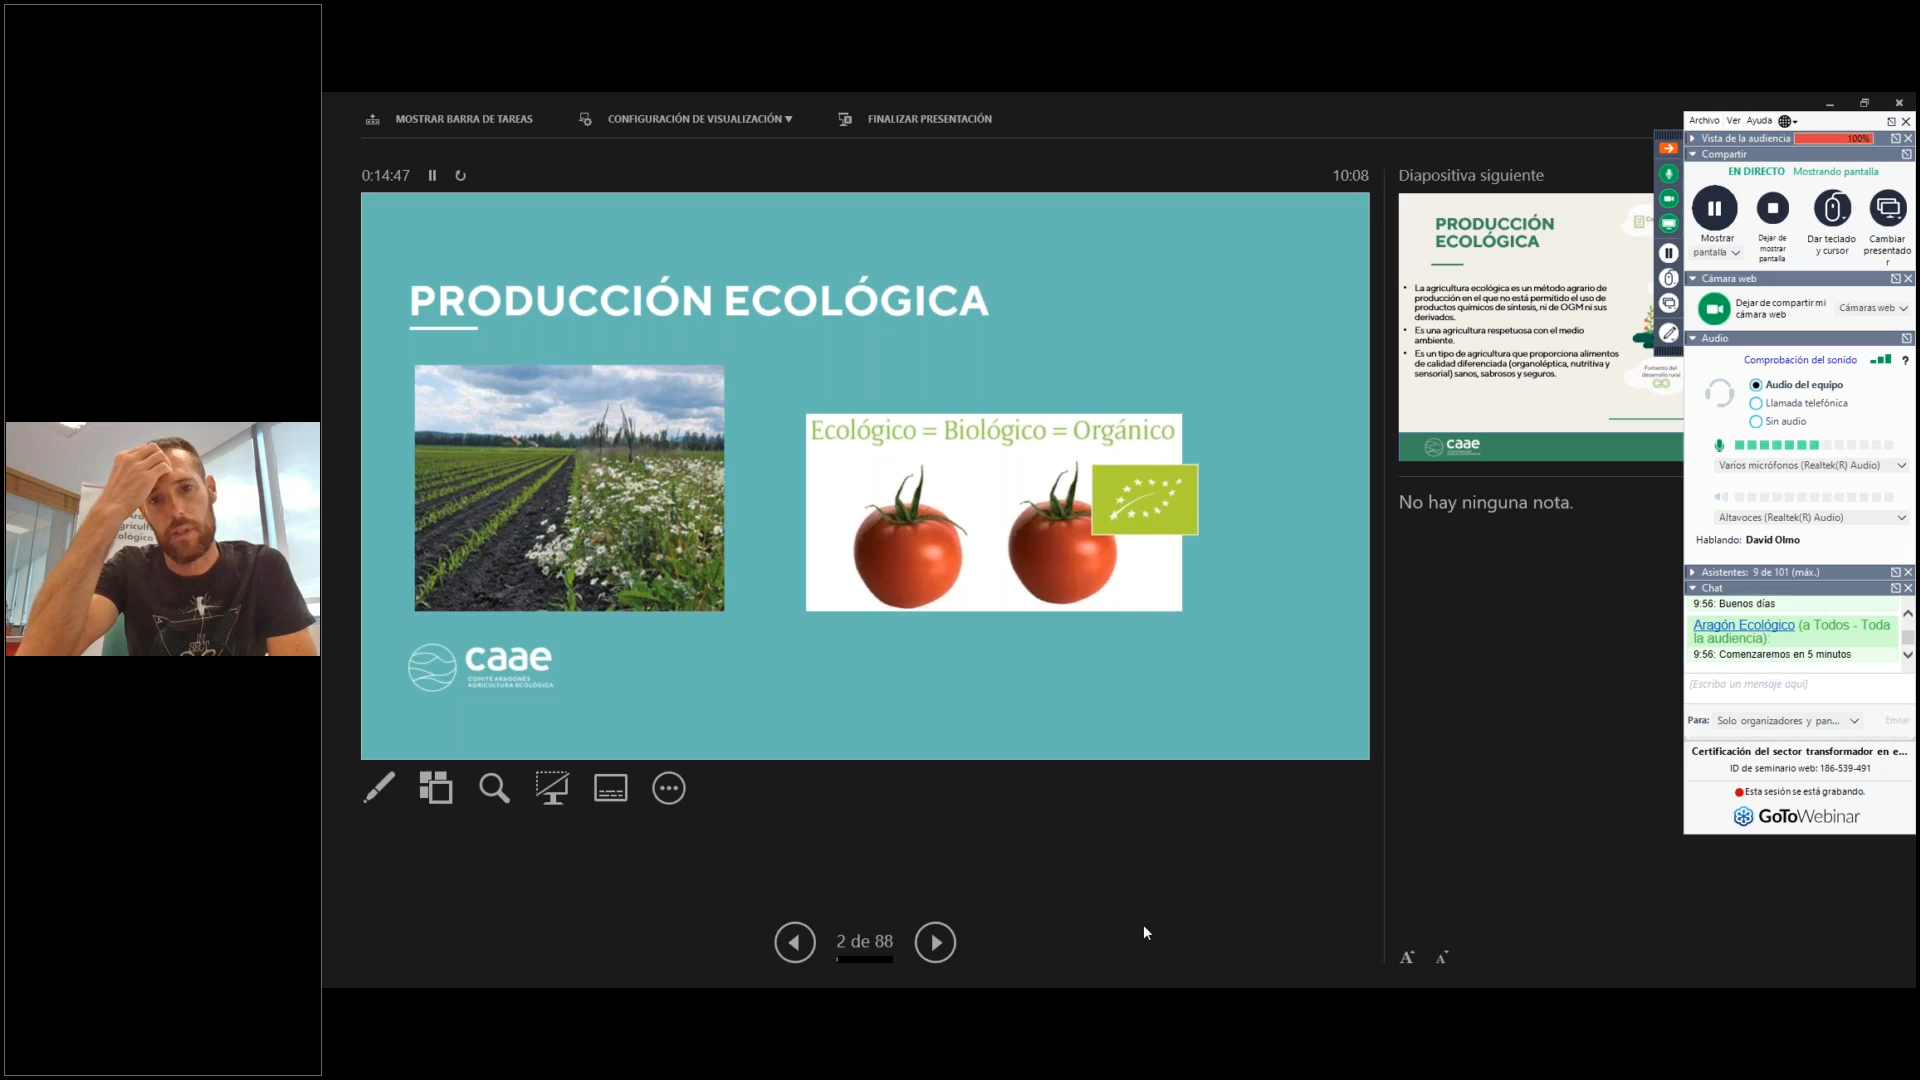 MOSTRAR BARRA DE TAREAS
CONFIGURACIÓN DE VISUALIZACIÓN
FINALIZAR PRESENTACIÓN
0:14:47
10:08
PRODUCCIÓN ECOLÓGICA
Ecológico = Biológico = Orgánico
caae
COMITÉ ARAGONÉS
AGRICULTURA ECOLÓGICA
2 de 88
Diapositiva siguiente
PRODUCCIÓN
ECOLÓGICA
• La agricultura ecológica es un método agrario de
producción en el que no está permitido el uso de
productos químicos de síntesis, ni de OGM ni sus
derivados.
• Es una agricultura respetuosa con el medio
ambiente.
• Es un tipo de agricultura que proporciona alimentos
de calidad diferenciada (organoléptica, nutritiva y
sensorial) sanos, sabrosos y seguros.
Fomento del
desarrollo rural
caae
No hay ninguna nota.
Archivo Ver Ayuda
Vista de la audiencia 100%
Compartir
EN DIRECTO Mostrando pantalla
Mostrar
pantalla
Dejar de
mostrar
pantalla
Dar teclado
y cursor
Cambiar
presentado
r
Cámara web
Dejar de compartir mi
cámara web
Cámaras web
Audio
Comprobación del sonido ?
Audio del equipo
Llamada telefónica
Sin audio
Varios micrófonos (Realtek(R) Audio)
Altavoces (Realtek(R) Audio)
Hablando: David Olmo
Asistentes: 9 de 101 (máx.)
Chat
9:56: Buenos días
Aragón Ecológico (a Todos - Toda
la audiencia):
9:56: Comenzaremos en 5 minutos
[Escriba un mensaje aquí]
Para: Solo organizadores y pan... Enviar
Certificación del sector transformador en e...
ID de seminario web: 186-539-491
Esta sesión se está grabando.
GoToWebinar
A A